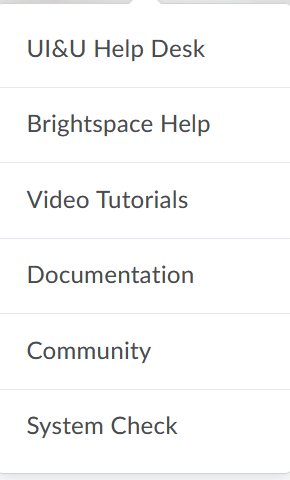 UI&U Help Desk
Brightspace Help
Video Tutorials
Documentation
Community
System Check